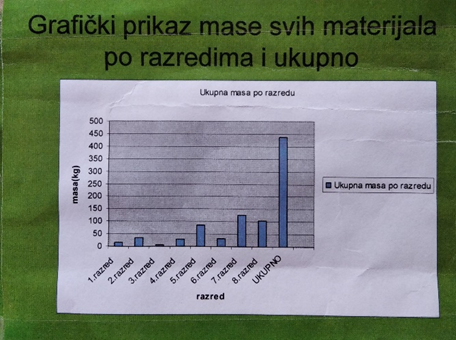 Grafički prikaz mase svih materijala
po razredima i ukupno
Ukupna masa po razredu
masa(kg)
500
450
400
350
300
250
200
150
100
50
0
1.razred
2.razred
3.razred
4.razred
5.razred
6.razred
7.razred
8.razred
UKUPNO
razred
Ukupna masa po razredu